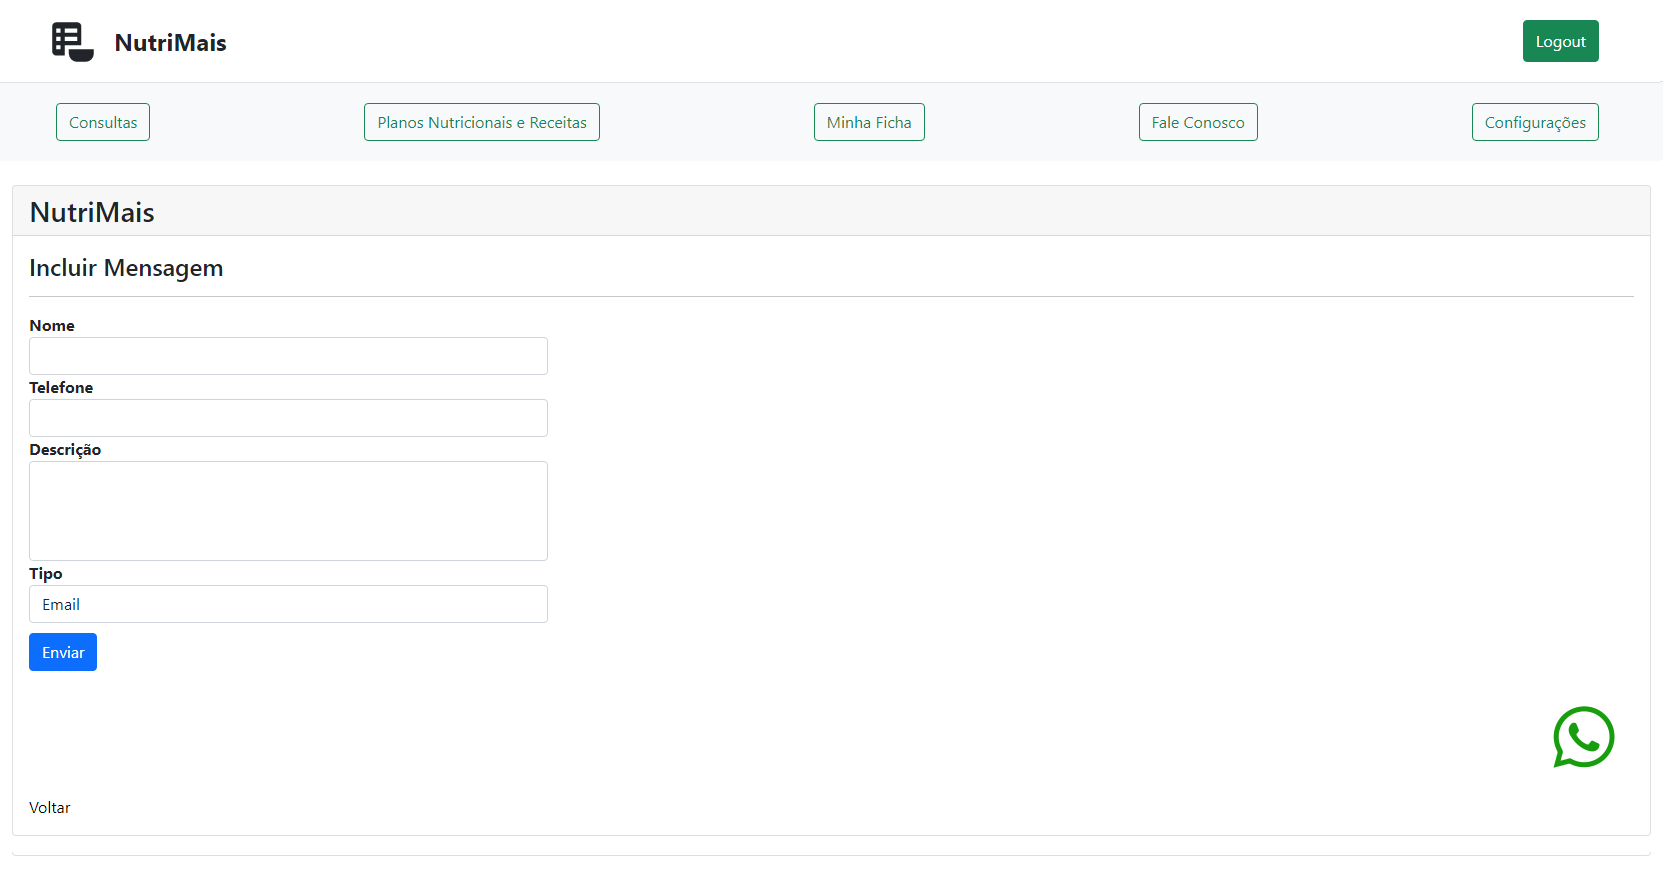 NutriMais
Logout
Consultas
Planos Nutricionais e Receitas
Minha Ficha
Fale Conosco
Configurações
NutriMais
Incluir Mensagem
Nome
Telefone
Descrição
Tipo
Email
Enviar
Voltar